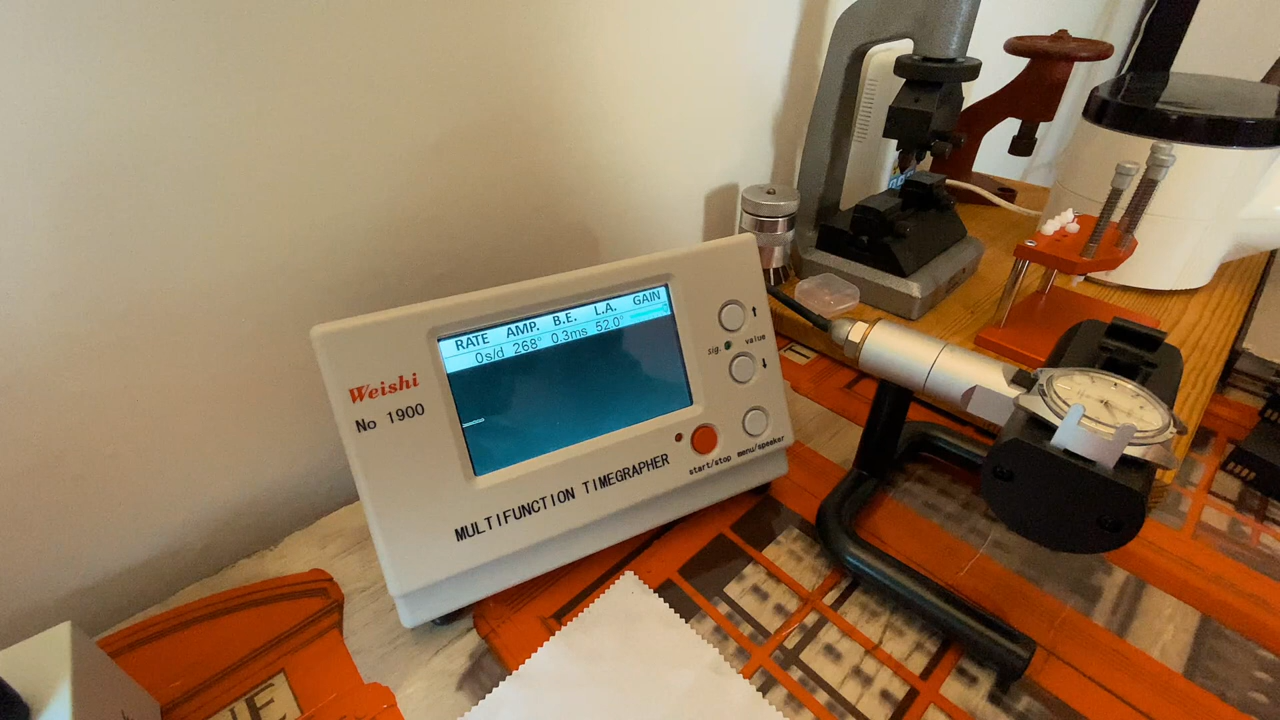 RATE AMP. B.E. L.A. GAIN
0s/d 268° 0.3ms 52.0°
Weishi
No 1900
sig. value
start/stop menu/speaker
MULTIFUNCTION TIMEGRAPHER
NE